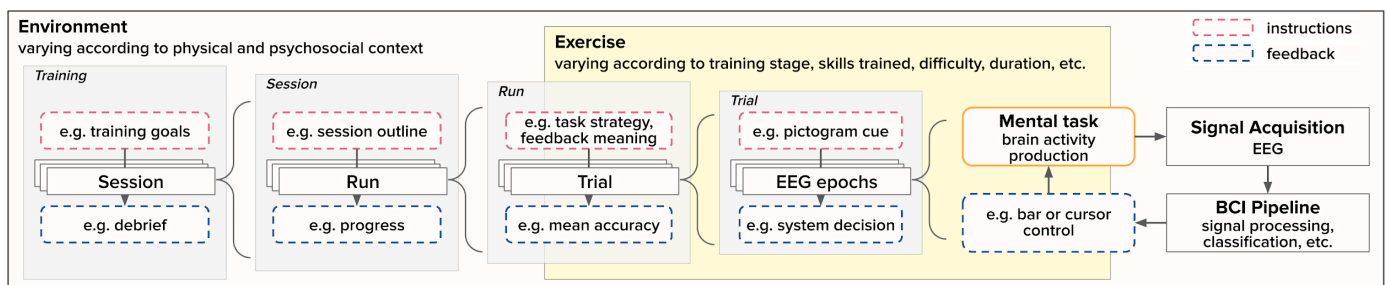 Environment
varying according to physical and psychosocial context
Exercise
varying according to training stage, skills trained, difficulty, duration, etc.
instructions
feedback
Training
e.g. training goals
Session
e.g. debrief
Session
e.g. session outline
Run
e.g. progress
Run
e.g. task strategy,
feedback meaning
Trial
e.g. mean accuracy
Trial
e.g. pictogram cue
EEG epochs
e.g. system decision
Mental task
brain activity
production
e.g. bar or cursor
control
Signal Acquisition
EEG
BCI Pipeline
signal processing,
classification, etc.